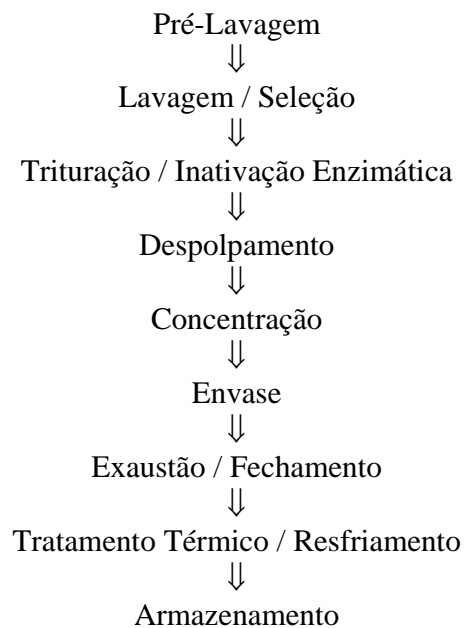 Pré-Lavagem
⇓
Lavagem / Seleção
⇓
Trituração / Inativação Enzimática
⇓
Despolpamento
⇓
Concentração
⇓
Envase
⇓
Exaustão / Fechamento
⇓
Tratamento Térmico / Resfriamento
⇓
Armazenamento